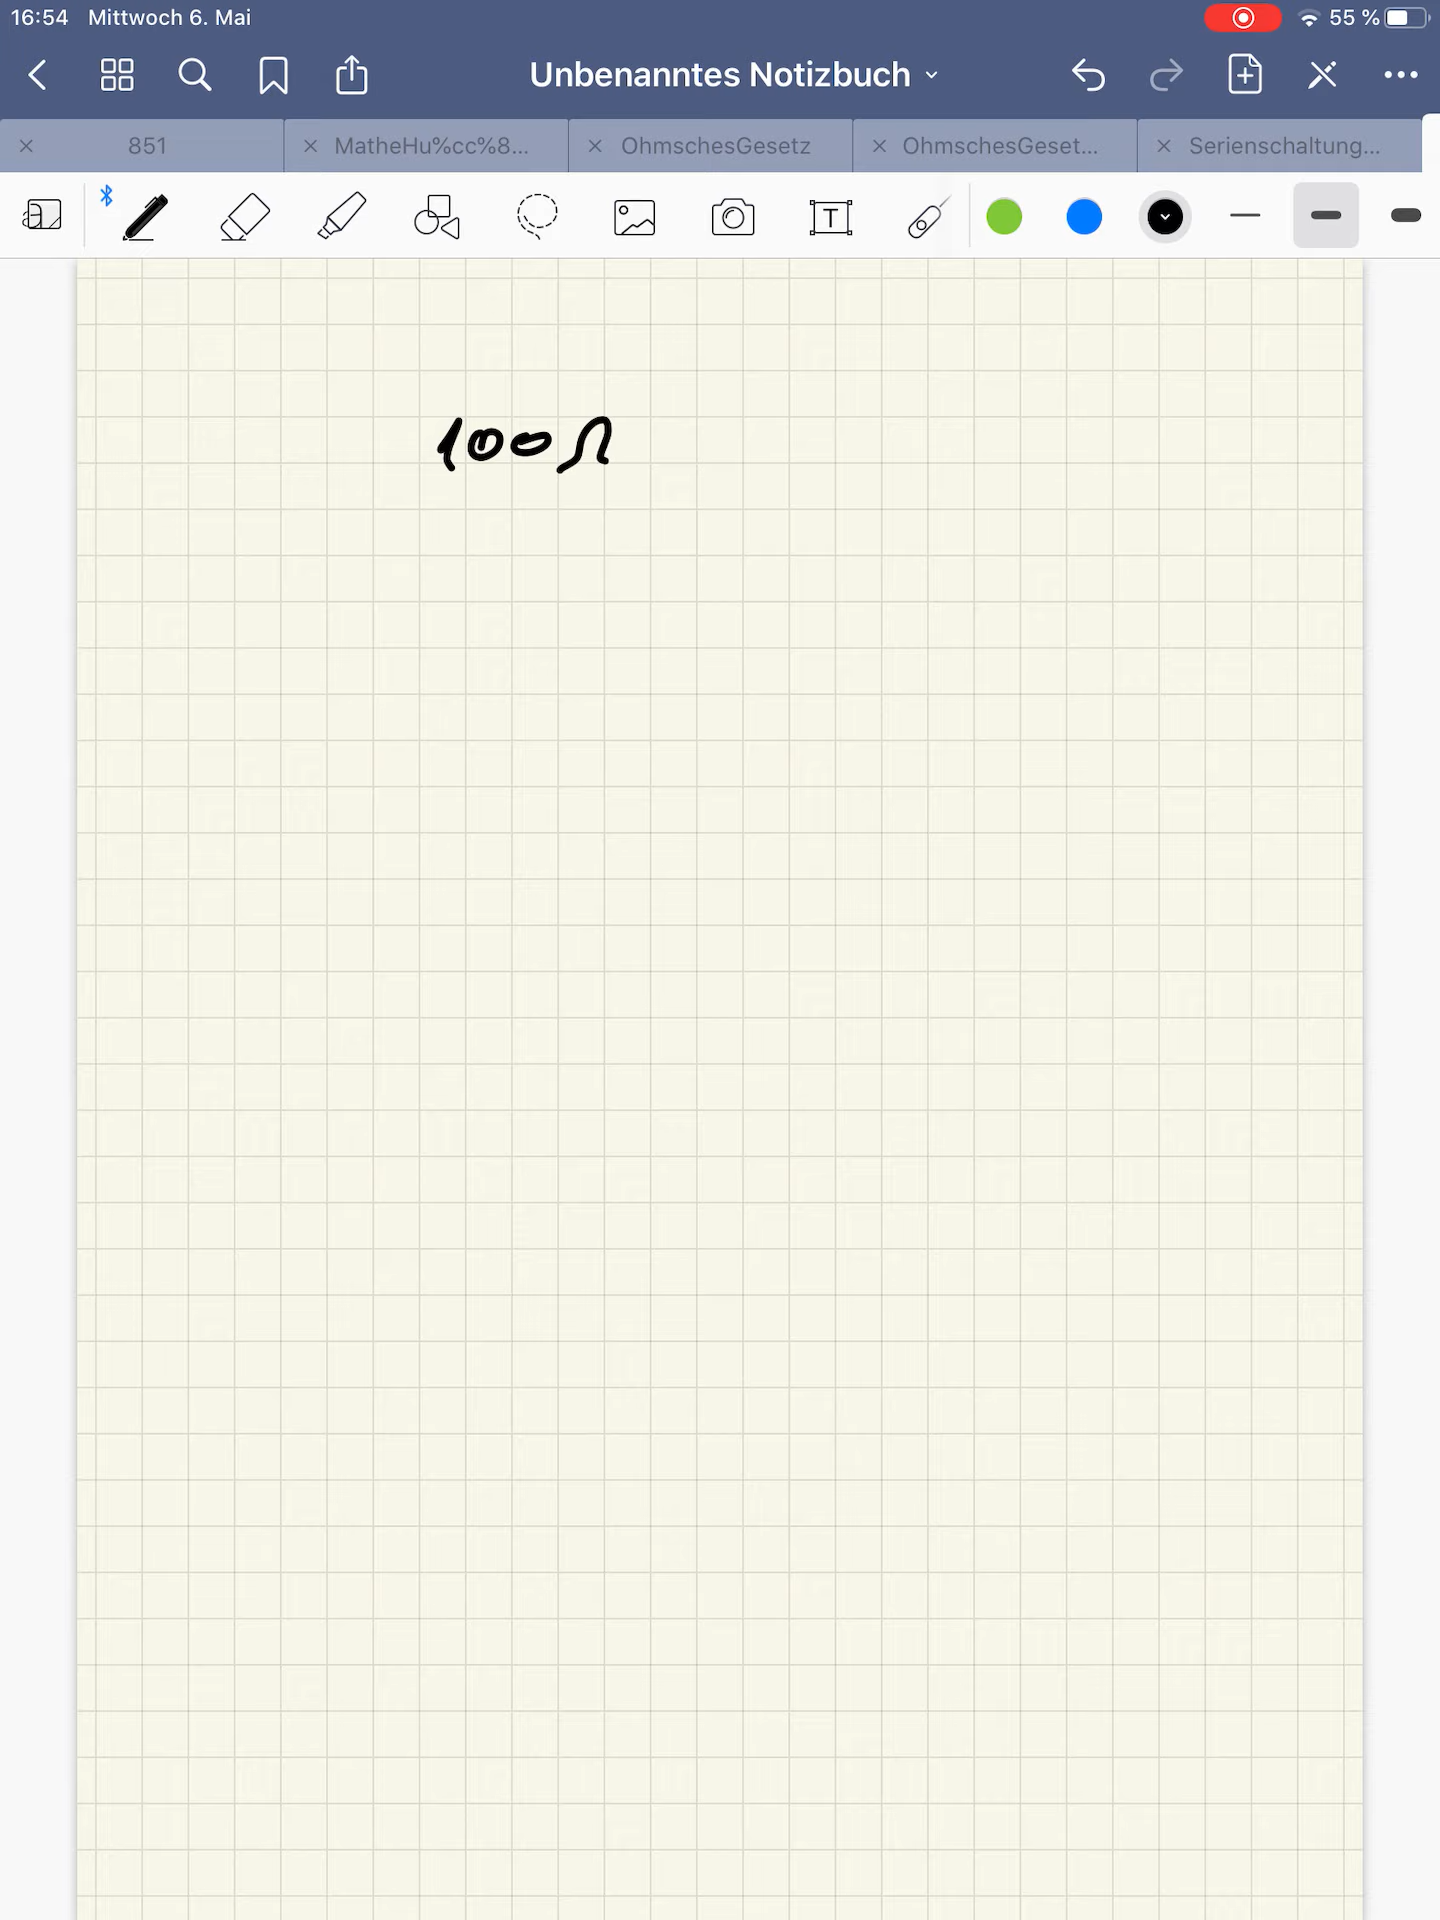 16:54 Mittwoch 6. Mai 55 %
Unbenanntes Notizbuch
851 MatheHu%cc%8... OhmschesGesetz OhmschesGeset... Serienschaltung...
T
100Ω